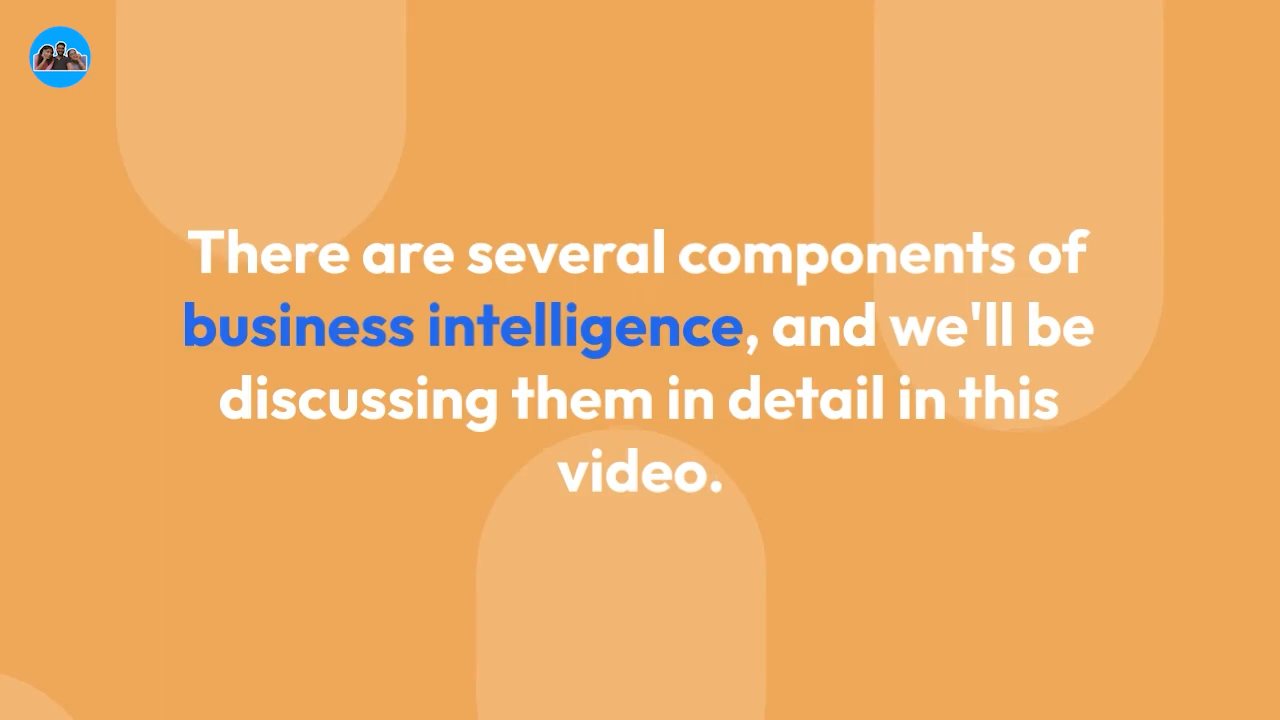 There are several components of
business intelligence, and we'll be
discussing them in detail in this
video.